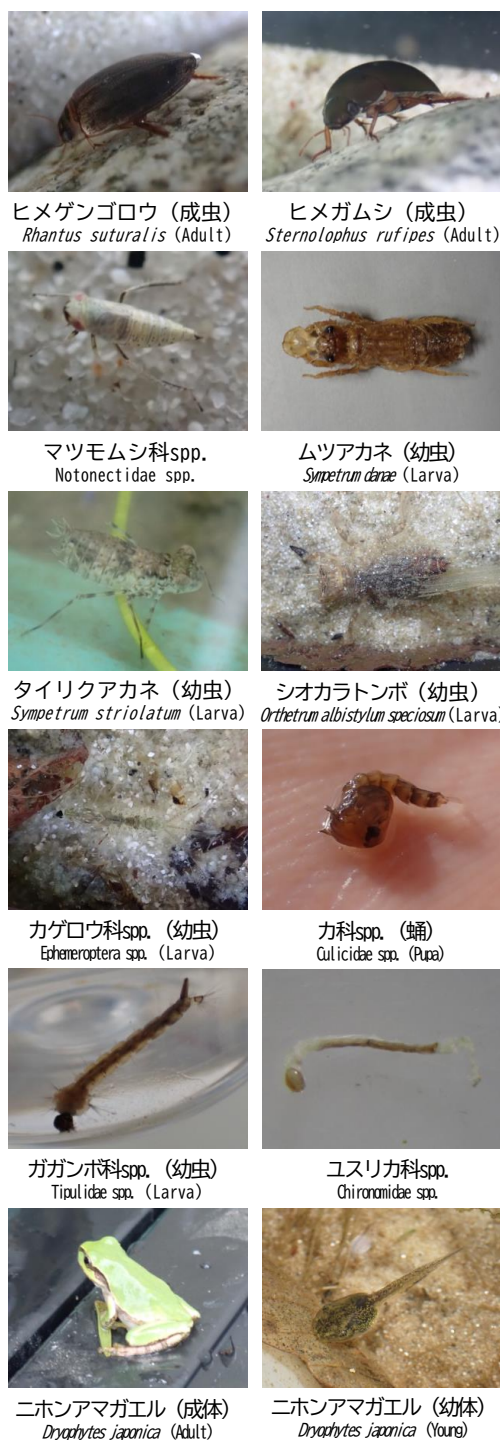 ヒメゲンゴロウ（成虫）
Rhantus suturalis (Adult)
ヒメガムシ（成虫）
Sternolophus rufipes (Adult)
マツモムシ科spp.
Notonectidae spp.
ムツアカネ（幼虫）
Sympetrum danae (Larva)
タイリクアカネ（幼虫）
Sympetrum striolatum (Larva)
シオカラトンボ（幼虫）
Orthetrum albistylum speciosum (Larva
カゲロウ科spp.（幼虫）
Ephemeroptera spp. (Larva)
カ科spp.（蛹）
Culicidae spp. (Pupa)
ガガンボ科spp.（幼虫）
Tipulidae spp. (Larva)
ユスリカ科spp.
Chironomidae spp.
ニホンアマガエル（成体）
Dryophytes japonica (Adult)
ニホンアマガエル（幼体）
Dryophytes japonica (Young)